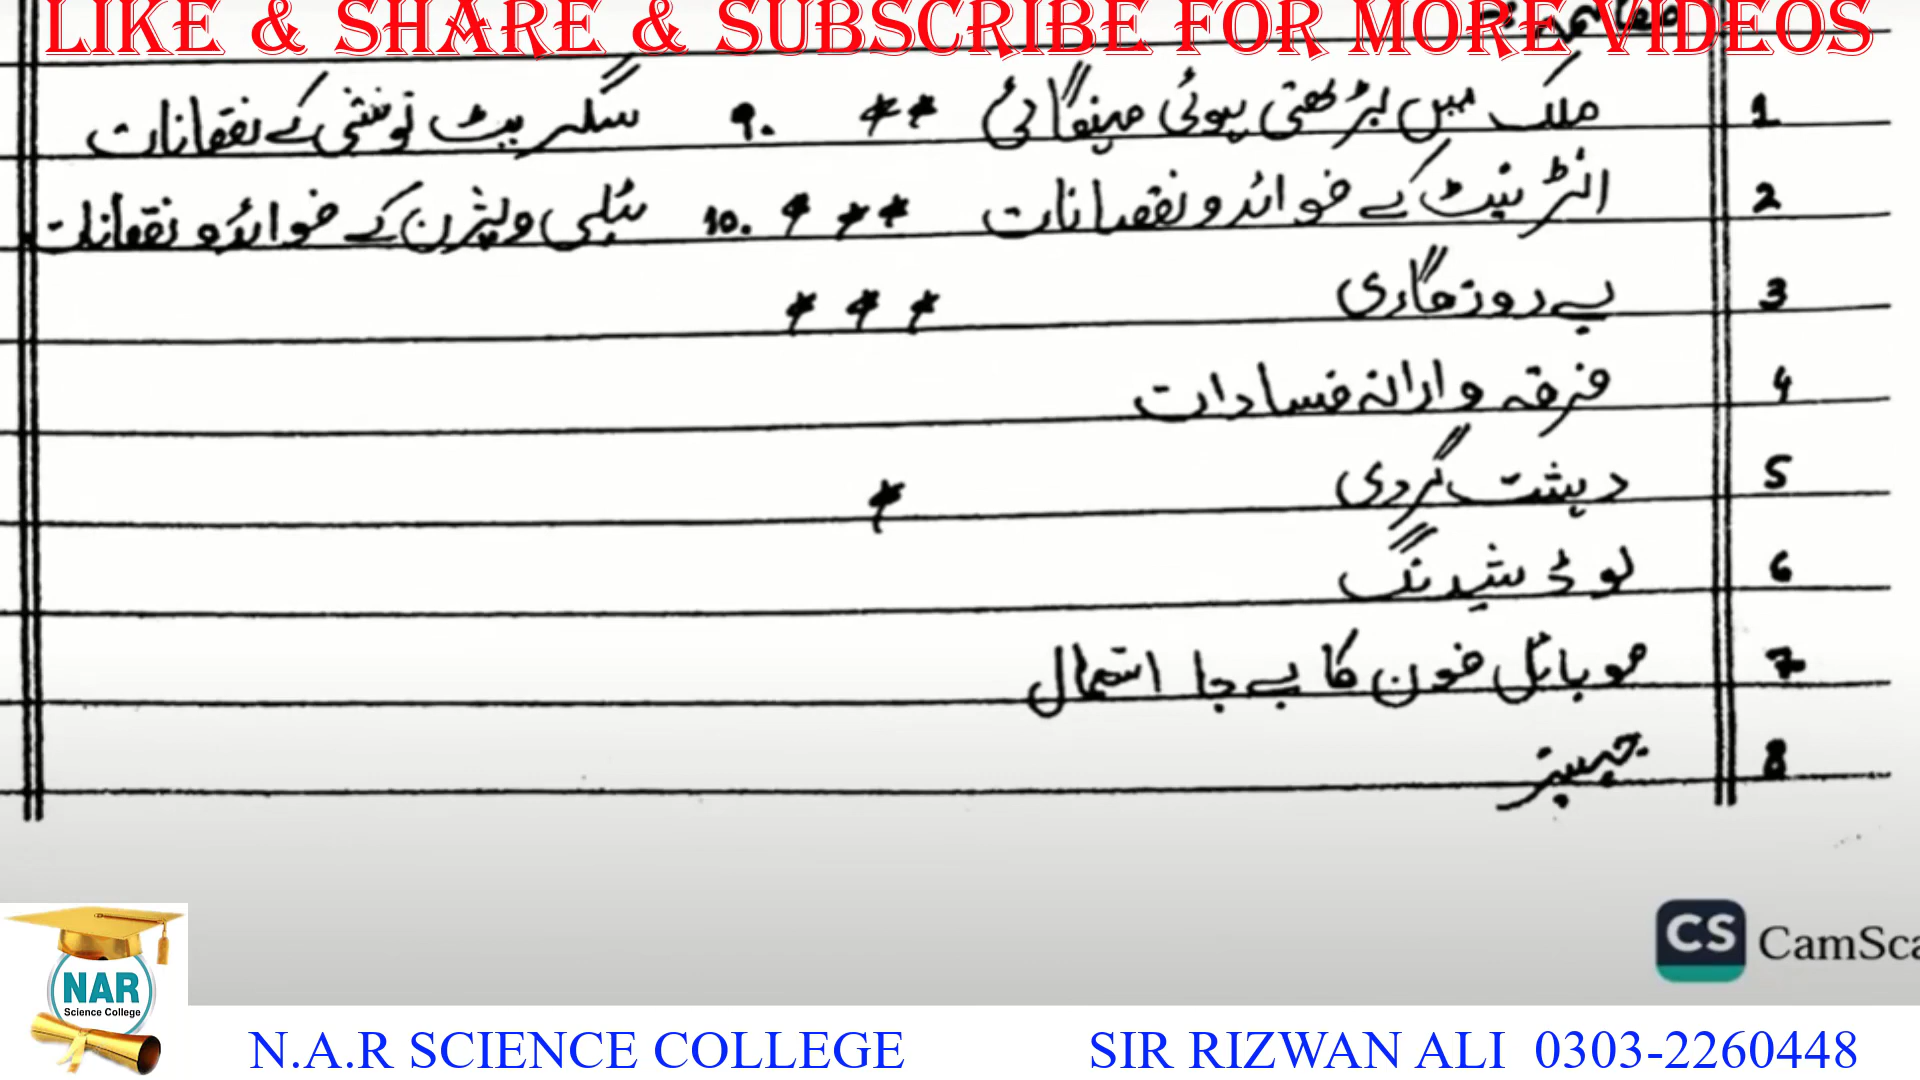 LIKE & SHARE & SUBSCRIBE FOR MORE VIDEOS
1 ملک میں بڑھتی ہوئی مہنگائی ** 9. سگریٹ نوشی کے نقصانات
2 انٹرنیٹ کے فوائد و نقصانات *** 10. ٹیلی ویژن کے فوائد و نقصانات
3 بے روزگاری ***
4 فرقہ وارانہ فسادات
5 دہشت گردی *
6 لوڈ شیڈنگ
7 موبائل فون کا بے جا استعمال
8 جہیز
CS CamSca
NAR
Science College
N.A.R SCIENCE COLLEGE SIR RIZWAN ALI 0303-2260448